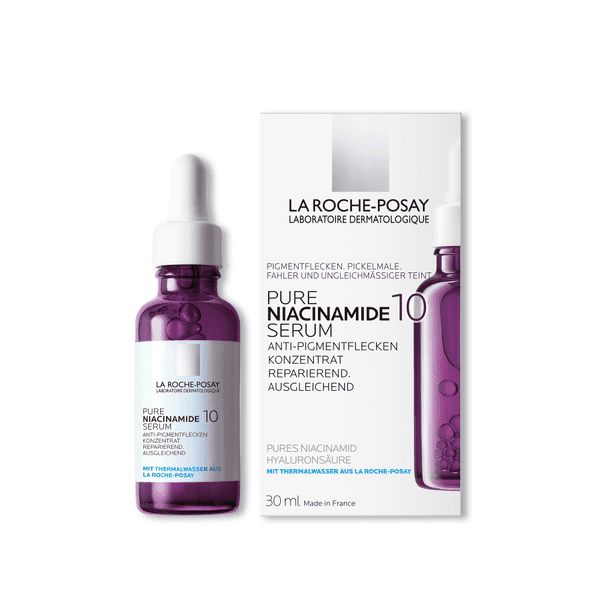 LA ROCHE-POSAY
LABORATOIRE DERMATOLOGIQUE
PURE
NIACINAMIDE 10
SERUM
ANTI-PIGMENTFLECKEN
KONZENTRAT
REPARIEREND.
AUSGLEICHEND
MIT THERMALWASSER AUS
LA ROCHE-POSAY
LA ROCHE-POSAY
LABORATOIRE DERMATOLOGIQUE
PIGMENTFLECKEN. PICKELMALE.
FAHLER UND UNGLEICHMÄSSIGER TEINT
PURE
NIACINAMIDE 10
SERUM
ANTI-PIGMENTFLECKEN
KONZENTRAT
REPARIEREND.
AUSGLEICHEND
PURES NIACINAMID
HYALURONSÄURE
MIT THERMALWASSER AUS LA ROCHE-POSAY
30 ml Made in France